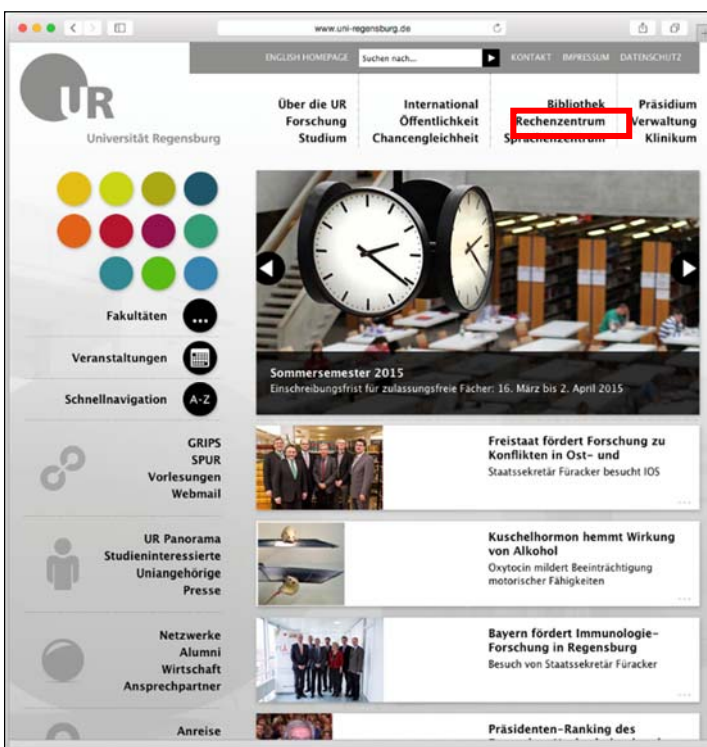 www.uni-regensburg.de
ENGLISH HOMEPAGE
Suchen nach...
KONTAKT IMPRESSUM DATENSCHUTZ
UR
Universität Regensburg
Über die UR
Forschung
Studium
International
Öffentlichkeit
Chancengleichheit
Bibliothek
Rechenzentrum
Sprachenzentrum
Präsidium
Verwaltung
Klinikum
Fakultäten
...
Veranstaltungen
Schnellnavigation
A-Z
Sommersemester 2015
Einschreibungsfrist für zulassungsfreie Fächer: 16. März bis 2. April 2015
GRIPS
SPUR
Vorlesungen
Webmail
Freistaat fördert Forschung zu
Konflikten in Ost- und
Staatssekretär Füracker besucht IOS
...
UR Panorama
Studieninteressierte
Uniangehörige
Presse
Kuschelhormon hemmt Wirkung
von Alkohol
Oxytocin mildert Beeinträchtigung
motorischer Fähigkeiten
...
Netzwerke
Alumni
Wirtschaft
Ansprechpartner
Bayern fördert Immunologie-
Forschung in Regensburg
Besuch von Staatssekretär Füracker
...
Anreise
Präsidenten-Ranking des